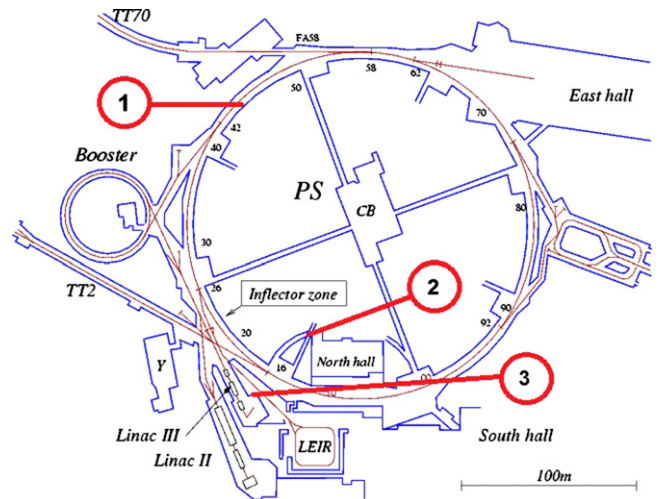 TT70
FA58
50
58
62
East hall
1
42
40
70
Booster
PS
CB
80
30
TT2
26
Inflector zone
2
20
90
92
North hall
16
00
10
Y
3
Linac III
Linac II
LEIR
South hall
100m